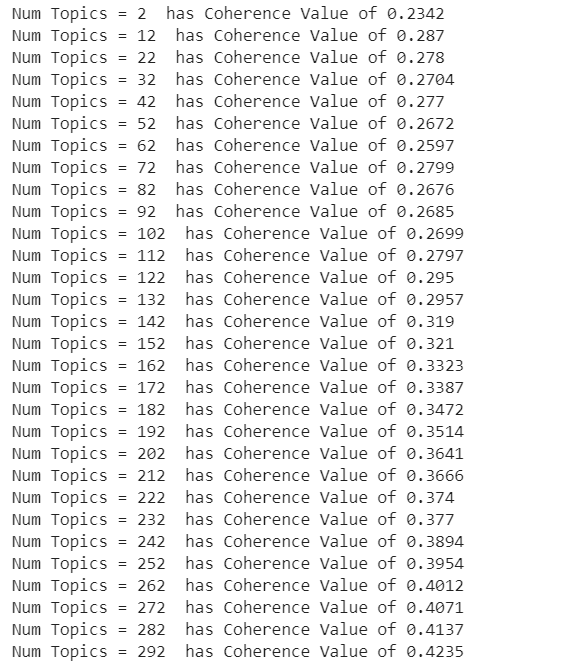 Num Topics = 2  has Coherence Value of 0.2342
Num Topics = 12  has Coherence Value of 0.287
Num Topics = 22  has Coherence Value of 0.278
Num Topics = 32  has Coherence Value of 0.2704
Num Topics = 42  has Coherence Value of 0.277
Num Topics = 52  has Coherence Value of 0.2672
Num Topics = 62  has Coherence Value of 0.2597
Num Topics = 72  has Coherence Value of 0.2799
Num Topics = 82  has Coherence Value of 0.2676
Num Topics = 92  has Coherence Value of 0.2685
Num Topics = 102  has Coherence Value of 0.2699
Num Topics = 112  has Coherence Value of 0.2797
Num Topics = 122  has Coherence Value of 0.295
Num Topics = 132  has Coherence Value of 0.2957
Num Topics = 142  has Coherence Value of 0.319
Num Topics = 152  has Coherence Value of 0.321
Num Topics = 162  has Coherence Value of 0.3323
Num Topics = 172  has Coherence Value of 0.3387
Num Topics = 182  has Coherence Value of 0.3472
Num Topics = 192  has Coherence Value of 0.3514
Num Topics = 202  has Coherence Value of 0.3641
Num Topics = 212  has Coherence Value of 0.3666
Num Topics = 222  has Coherence Value of 0.374
Num Topics = 232  has Coherence Value of 0.377
Num Topics = 242  has Coherence Value of 0.3894
Num Topics = 252  has Coherence Value of 0.3954
Num Topics = 262  has Coherence Value of 0.4012
Num Topics = 272  has Coherence Value of 0.4071
Num Topics = 282  has Coherence Value of 0.4137
Num Topics = 292  has Coherence Value of 0.4235